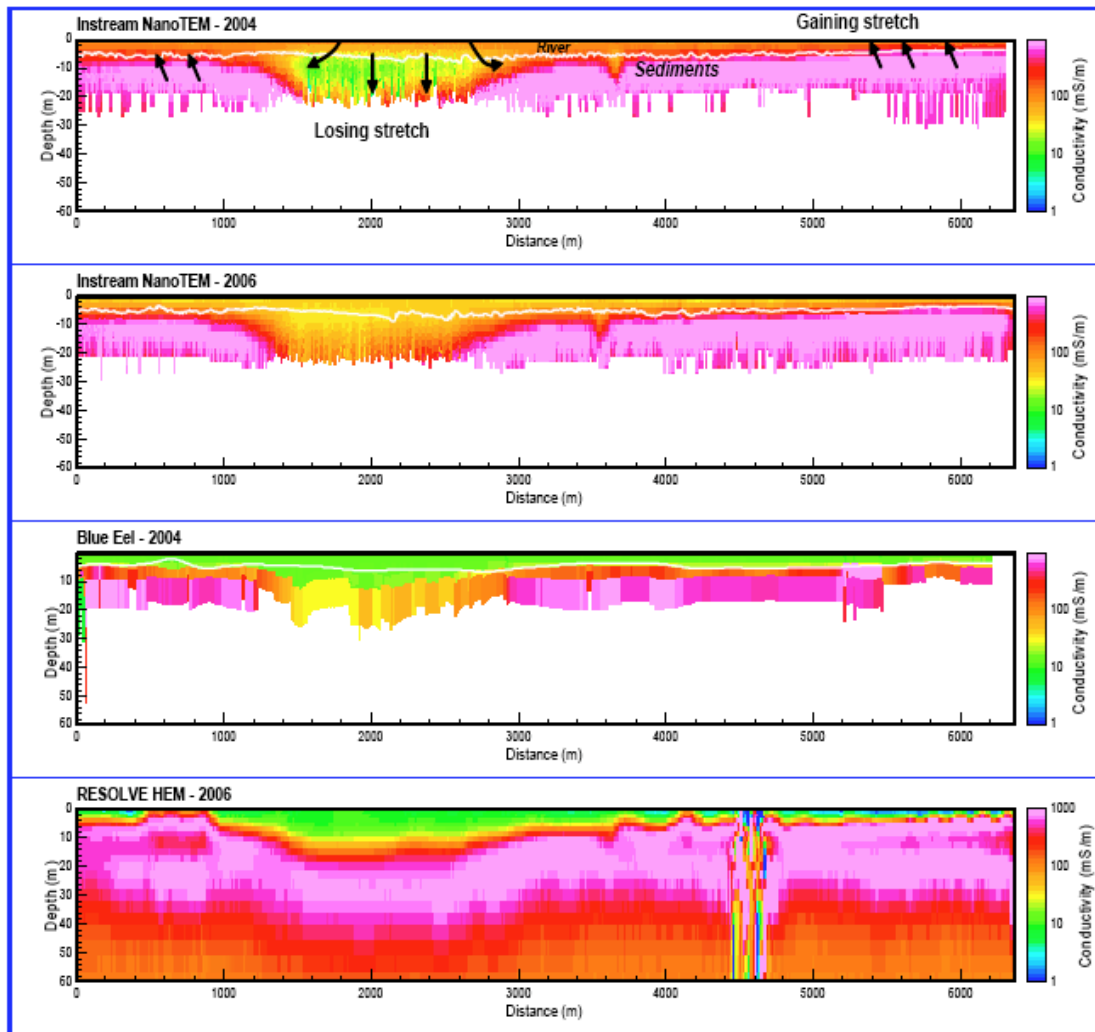 Instream NanoTEM - 2004
Gaining stretch
River
Sediments
Losing stretch
0
-10
-20
-30
-40
-50
-60
Depth (m)
0 1000 2000 3000 4000 5000 6000
Distance (m)
100
10
1
Conductivity (mS/m)
Instream NanoTEM - 2006
0
-10
-20
-30
-40
-50
-60
Depth (m)
0 1000 2000 3000 4000 5000 6000
Distance (m)
100
10
1
Conductivity (mS/m)
Blue Eel - 2004
10
20
30
40
50
60
Depth (m)
0 1000 2000 3000 4000 5000 6000
Distance (m)
100
10
1
Conductivity (mS/m)
RESOLVE HEM - 2006
0
10
20
30
40
50
60
Depth (m)
0 1000 2000 3000 4000 5000 6000
Distance (m)
1000
100
10
1
Conductivity (mS/m)